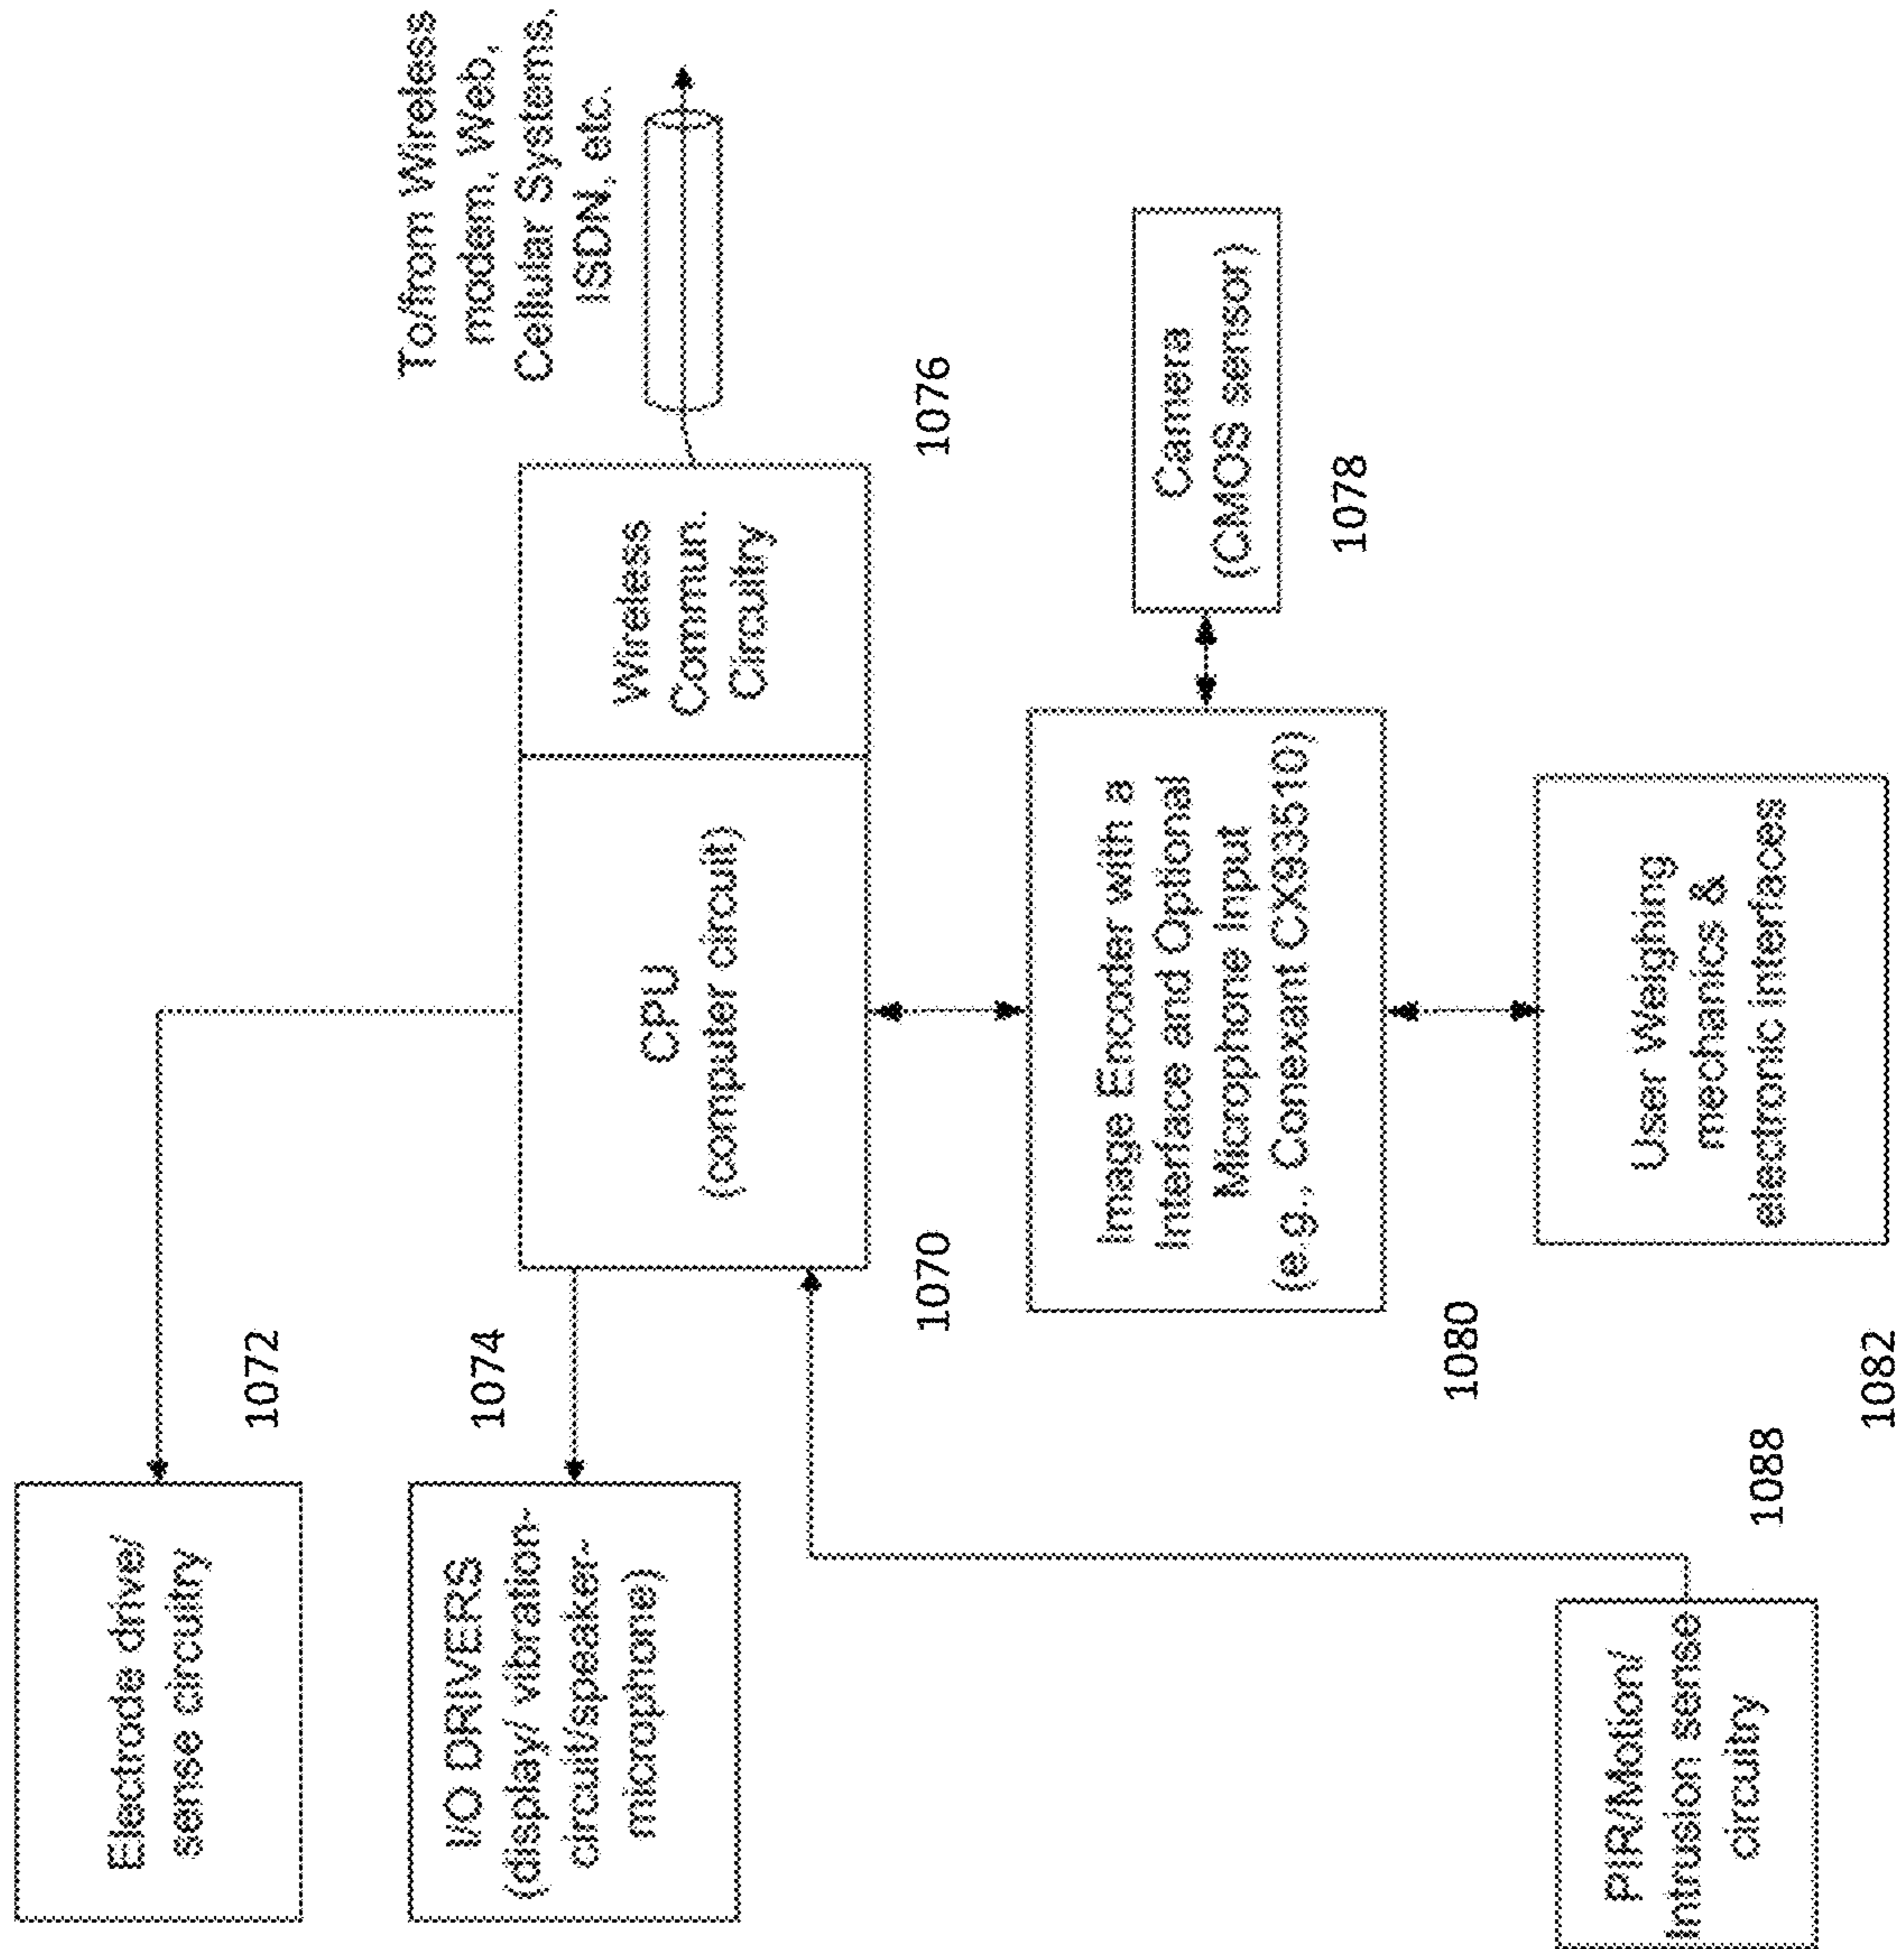 Electrode drive/
sense circuitry
1072
I/O DRIVERS
(display/ vibration-
circuit/speaker-
microphone)
1074
CPU
(computer circuit)
1070
Wireless
Commun.
Circuitry
1076
To/from Wireless
modem, Web,
Cellular Systems,
ISDN, etc.
Image Encoder with a
Interface and Optional
Microphone Input
(e.g., Conexant CX93510)
1080
Camera
(CMOS sensor)
1078
PIR/Motion/
Intrusion sense
circuitry
1088
User Weighing
mechanics &
electronic interfaces
1082